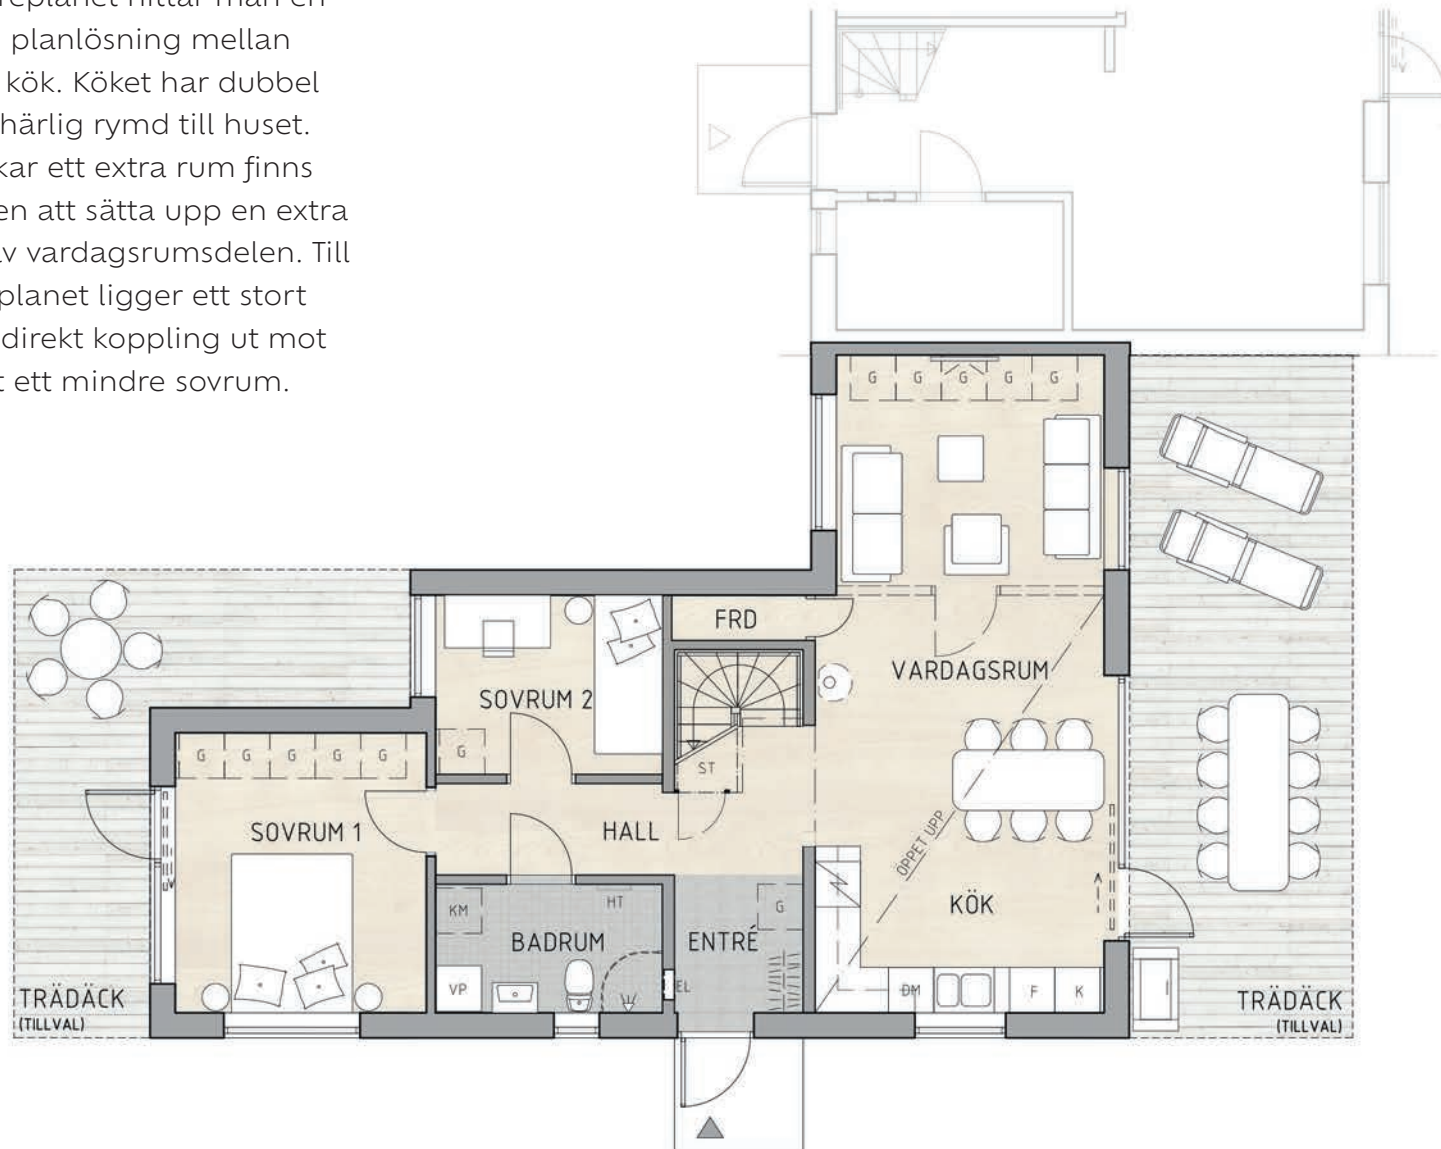 planlösning mellan
kök. Köket har dubbel
härlig rymd till huset.
kar ett extra rum finns
en att sätta upp en extra
v vardagsrumsdelen. Till
planet ligger ett stort
direkt koppling ut mot
t ett mindre sovrum.
G G G G G
FRD
VARDAGSRUM
SOVRUM 2
G
ST
G G G G G
SOVRUM 1
HALL
ÖPPET UPP
KÖK
KM
HT
G
BADRUM
ENTRÉ
VP
EL
DM
F
K
TRÄDÄCK
(TILLVAL)
TRÄDÄCK
(TILLVAL)